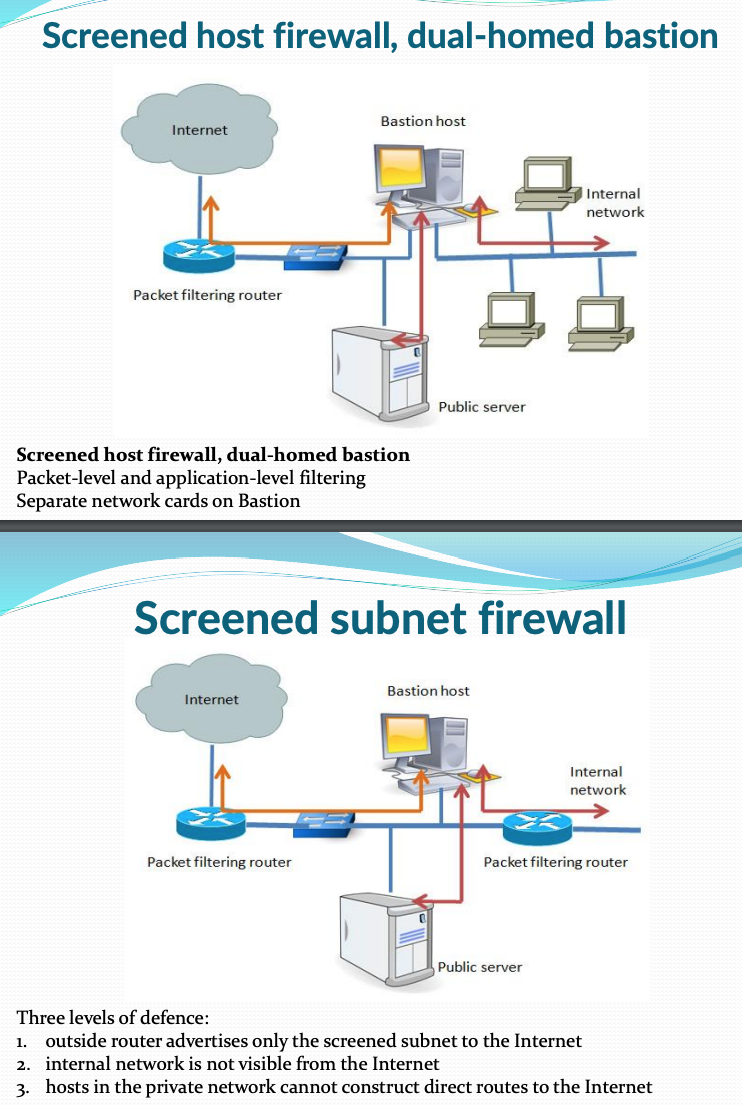 Screened host firewall, dual-homed bastion
Internet
Bastion host
Internal
network
Packet filtering router
Public server
Screened host firewall, dual-homed bastion
Packet-level and application-level filtering
Separate network cards on Bastion
Screened subnet firewall
Internet
Bastion host
Internal
network
Packet filtering router
Packet filtering router
Public server
Three levels of defence:
1. outside router advertises only the screened subnet to the Internet
2. internal network is not visible from the Internet
3. hosts in the private network cannot construct direct routes to the Internet